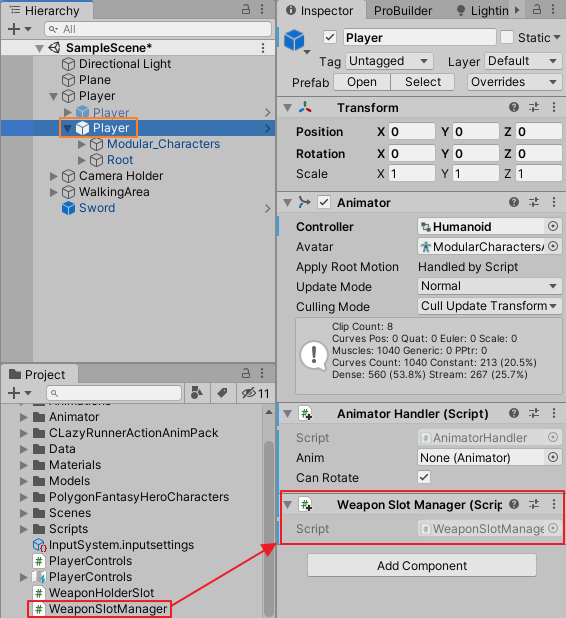 Hierarchy
All
SampleScene*
Directional Light
Plane
Player
Player
Player
Modular_Characters
Root
Camera Holder
WalkingArea
Sword
Project
11
Animator
CLazyRunnerActionAnimPack
Data
Materials
Models
PolygonFantasyHeroCharacters
Scenes
Scripts
InputSystem.inputsettings
PlayerControls
PlayerControls
WeaponHolderSlot
WeaponSlotManager
Inspector ProBuilder Lightin
Player Static
Tag Untagged Layer Default
Prefab Open Select Overrides
Transform
Position X 0 Y 0 Z 0
Rotation X 0 Y 0 Z 0
Scale X 1 Y 1 Z 1
Animator
Controller Humanoid
Avatar ModularCharactersA
Apply Root Motion Handled by Script
Update Mode Normal
Culling Mode Cull Update Transform
Clip Count: 8
Curves Pos: 0 Quat: 0 Euler: 0 Scale: 0
Muscles: 1040 Generic: 0 PPtr: 0
Curves Count: 1040 Constant: 213 (20.5%)
Dense: 560 (53.8%) Stream: 267 (25.7%)
Animator Handler (Script)
Script AnimatorHandler
Anim None (Animator)
Can Rotate
Weapon Slot Manager (Scrip
Script WeaponSlotManage
Add Component